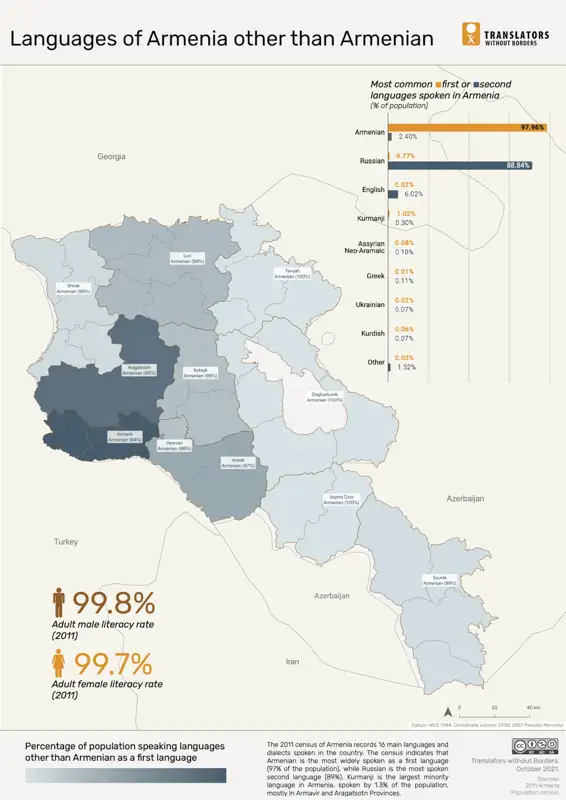 Languages of Armenia other than Armenian
TRANSLATORS
WITHOUT BORDERS
Most common first or second
languages spoken in Armenia
(% of population)
Armenian
97.96%
2.40%
Russian
0.77%
88.84%
English
0.02%
6.02%
Kurmanji
1.02%
0.30%
Assyrian
Neo-Aramaic
0.08%
0.10%
Greek
0.01%
0.11%
Ukrainian
0.02%
0.07%
Kurdish
0.06%
0.07%
Other
0.03%
1.52%
Georgia
Lori
Armenian (98%)
Tavush
Armenian (100%)
Shirak
Armenian (99%)
Kotayk
Armenian (98%)
Gegharkunik
Armenian (100%)
Armenian (94%)
Yerevan
Armenian (98%)
Ararat
Armenian (97%)
Vayots Dzor
Armenian (100%)
Syunik
Armenian (99%)
Azerbaijan
Turkey
Azerbaijan
Iran
99.8%
Adult male literacy rate
(2011)
99.7%
Adult female literacy rate
(2011)
0 20 40 km
Datum: WGS 1984. Coordinate system: EPSG 3857 Pseudo-Mercator
Percentage of population speaking languages
other than Armenian as a first language
The 2011 census of Armenia records 16 main languages and
dialects spoken in the country. The census indicates that
Armenian is the most widely spoken as a first language
(97% of the population), while Russian is the most spoken
second language (89%). Kurmanji is the largest minority
language in Armenia, spoken by 1.3% of the population,
mostly in Armavir and Aragatsotn Provinces.
Translators without Borders.
October 2021.
Sources:
2011 Armenia
Population census.